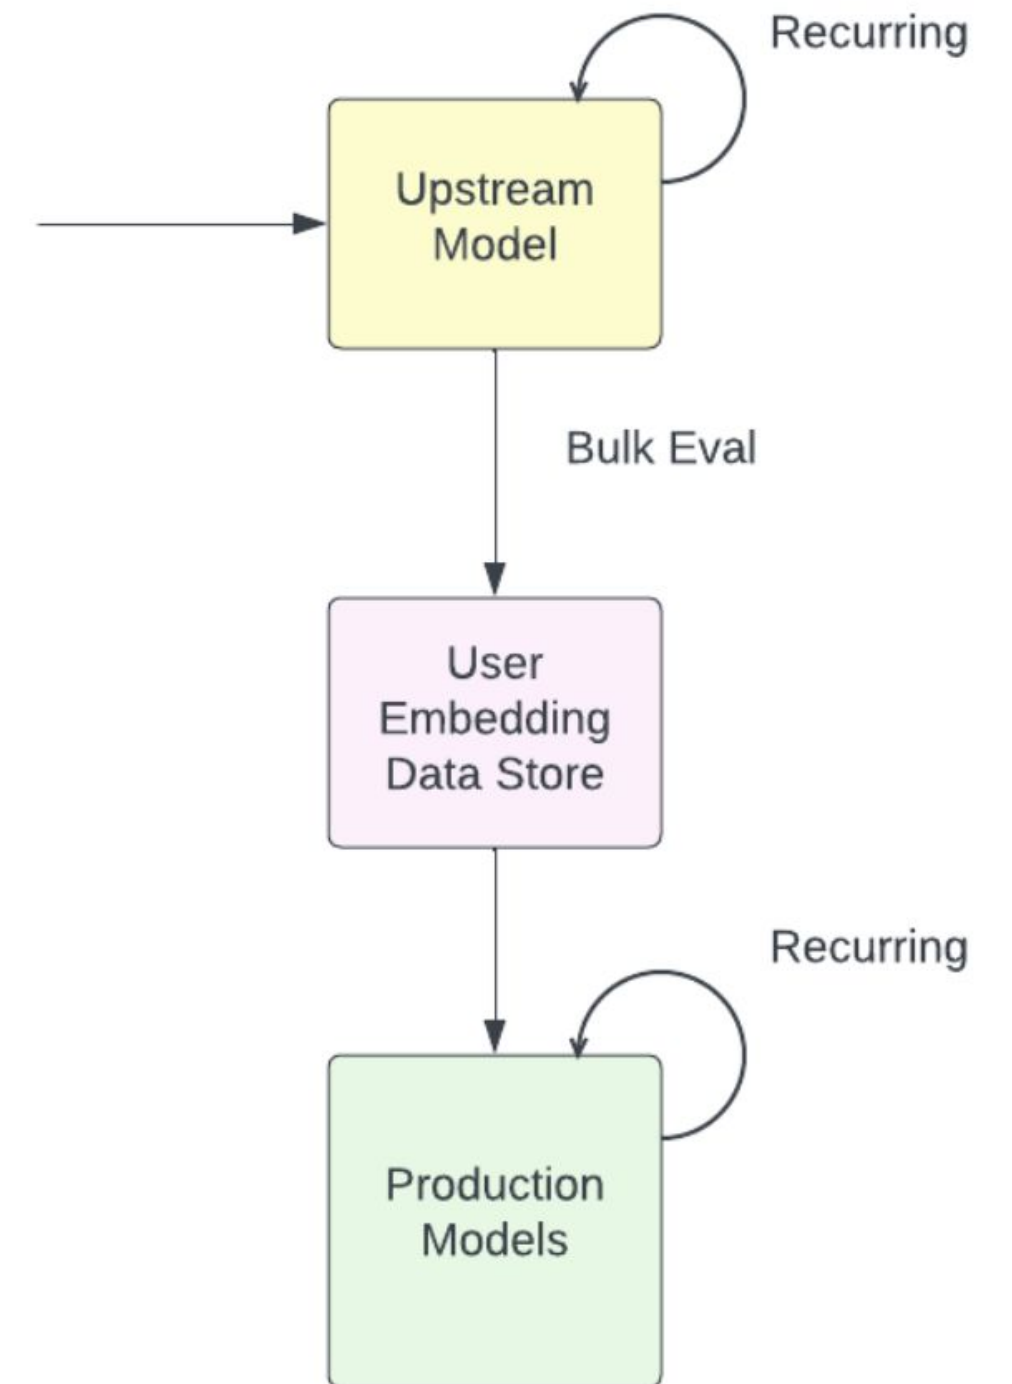 Recurring
Upstream
Model
Bulk Eval
User
Embedding
Data Store
Recurring
Production
Models